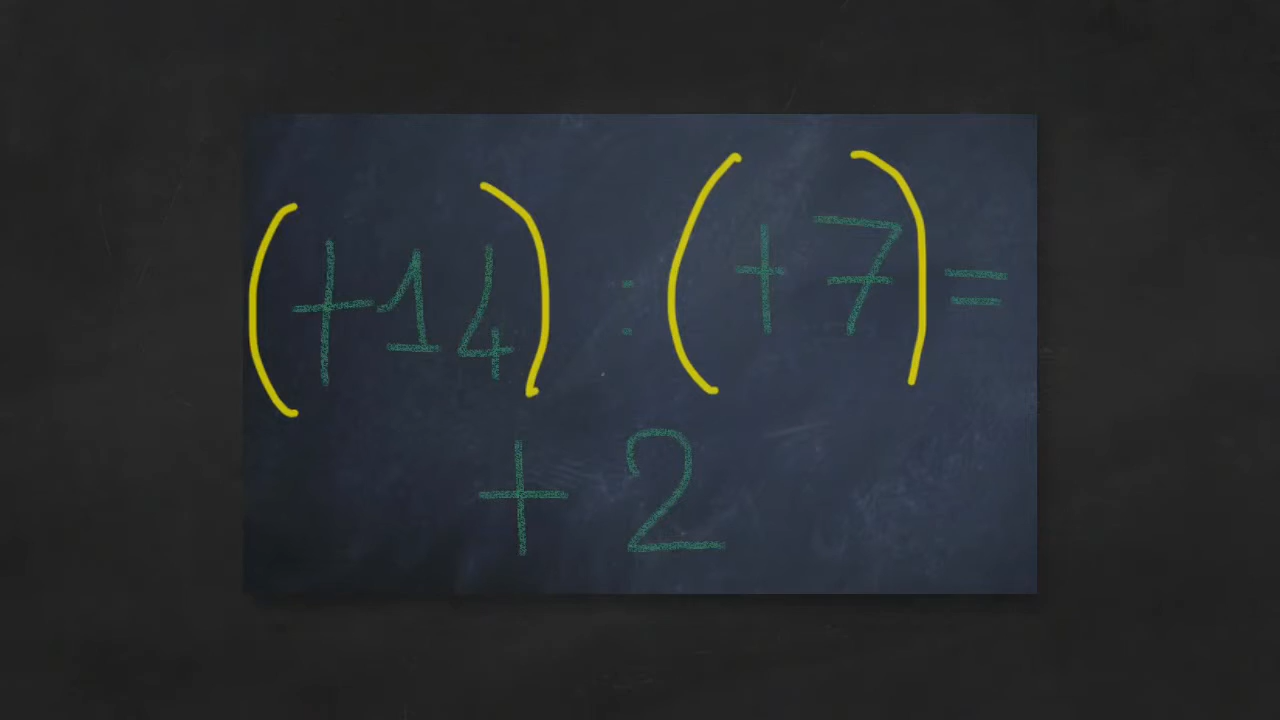 (+14) : (+7) =
+ 2